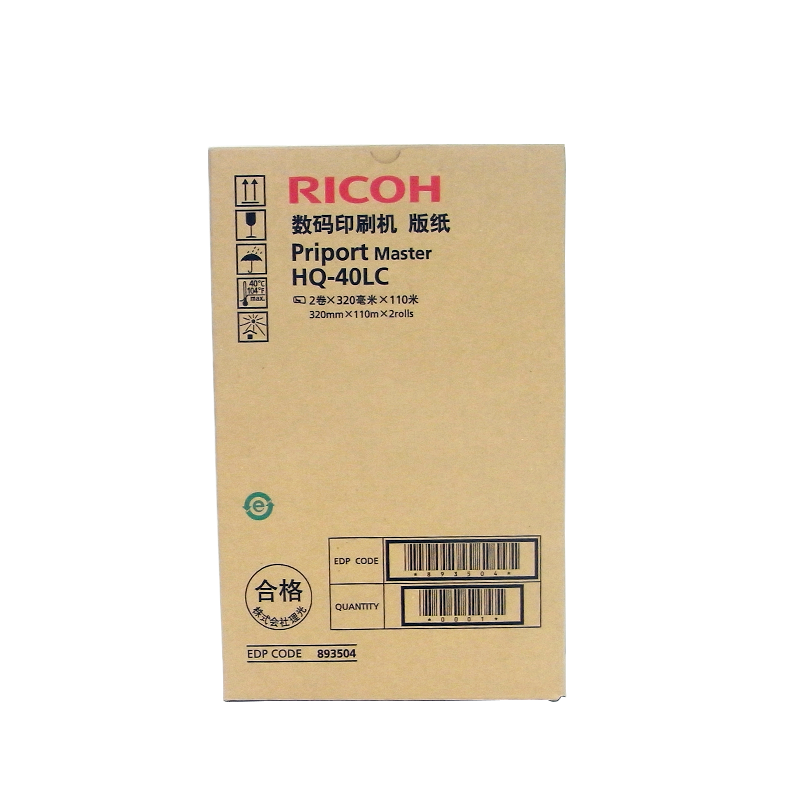 RICOH
数码印刷机 版纸
Priport Master
HQ-40LC
2卷×320毫米×110米
320mm×110m×2rolls
40°C
104°F
max.
e
EDP CODE
*893504*
QUANTITY
*0001*
合格
株式会社理光
EDP CODE 893504